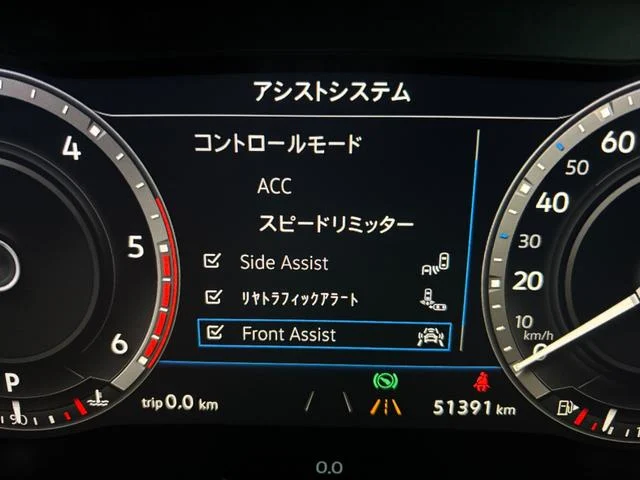 アシストシステム
コントロールモード
ACC
スピードリミッター
Side Assist
ﾘﾔﾄﾗﾌｨｯｸｱﾗｰﾄ
Front Assist
4
5
6
P
90
60
50
40
30
20
10
km/h
0
trip 0.0 km
51391 km
0.0